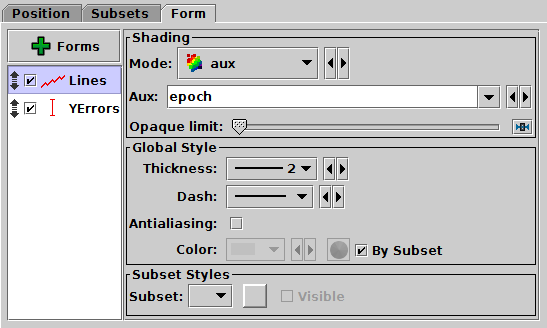 Position Subsets Form
Forms
Lines
YErrors
Shading
Mode: aux
Aux: epoch
Opaque limit:
Global Style
Thickness: 2
Dash:
Antialiasing:
Color: By Subset
Subset Styles
Subset: Visible